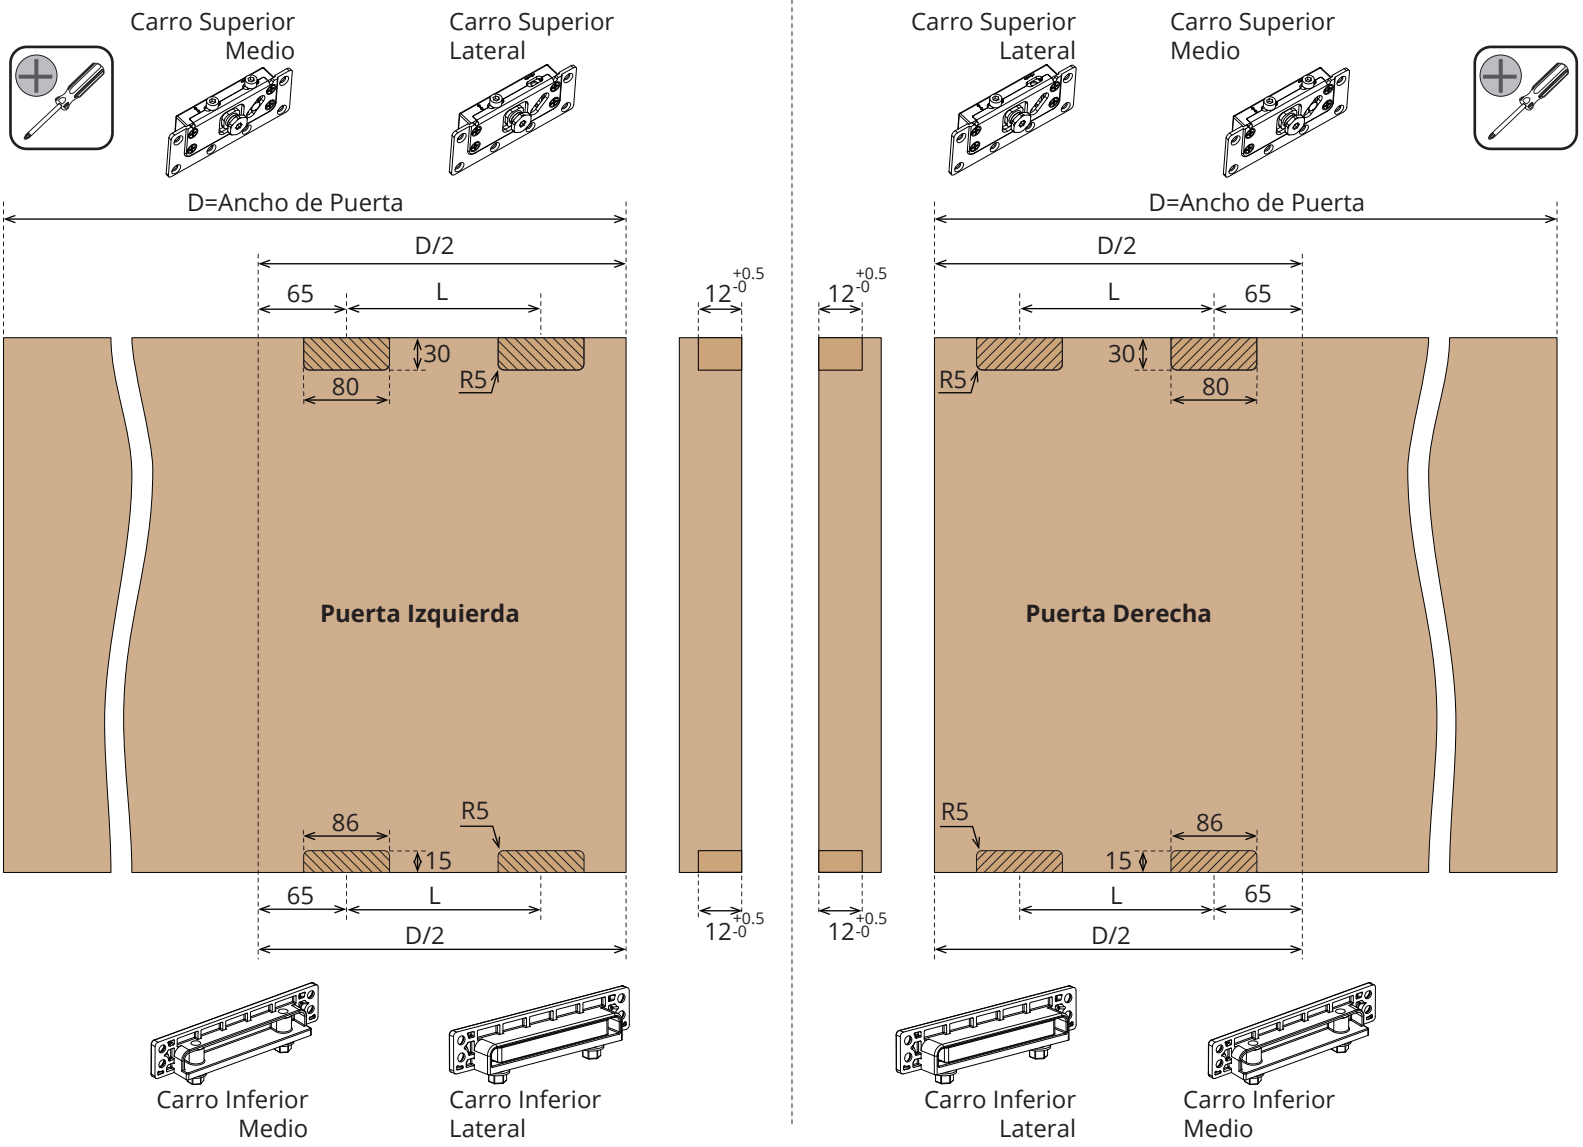 Carro Superior
Medio
Carro Superior
Lateral
Carro Superior
Lateral
Carro Superior
Medio
D=Ancho de Puerta
D=Ancho de Puerta
D/2
D/2
65
L
12 +0.5
-0
12 +0.5
-0
L
65
30
R5
80
R5
30
80
Puerta Izquierda
Puerta Derecha
86
R5
15
R5
86
15
65
L
12 +0.5
-0
12 +0.5
-0
L
65
D/2
D/2
Carro Inferior
Medio
Carro Inferior
Lateral
Carro Inferior
Lateral
Carro Inferior
Medio